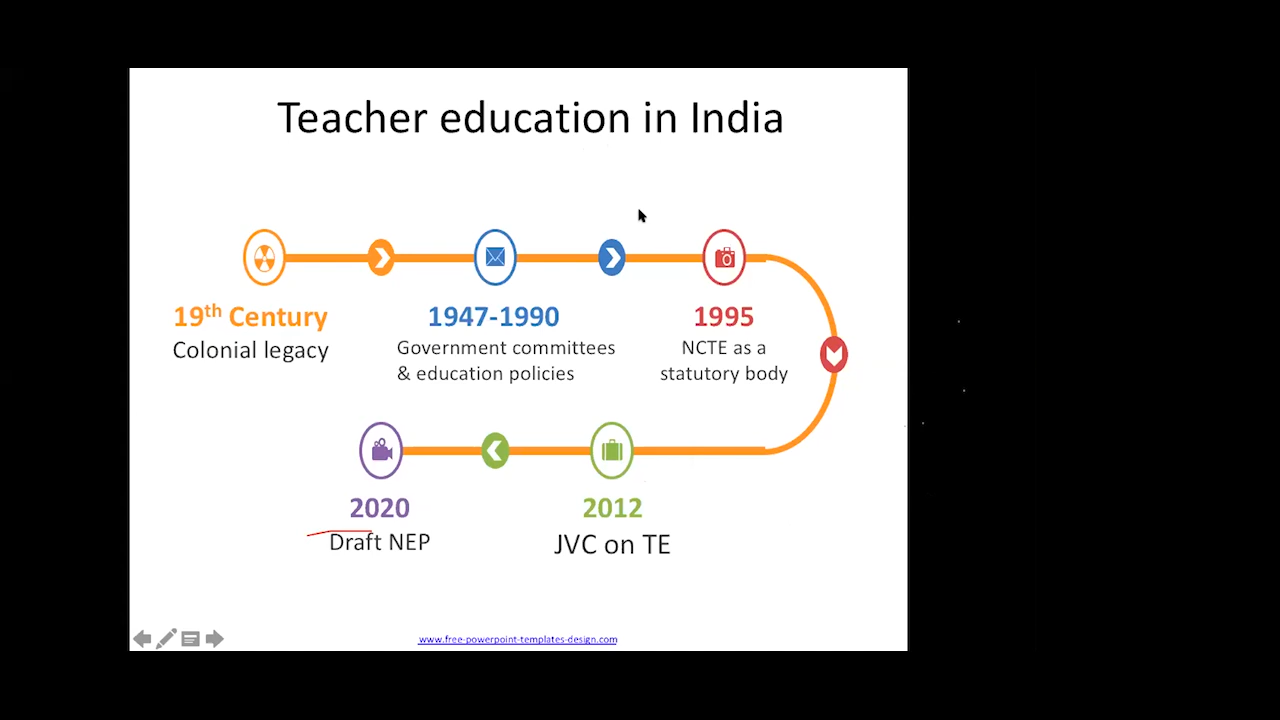 Teacher education in India
19th Century
Colonial legacy
1947-1990
Government committees
& education policies
1995
NCTE as a
statutory body
2020
Draft NEP
2012
JVC on TE
www.free-powerpoint-templates-design.com